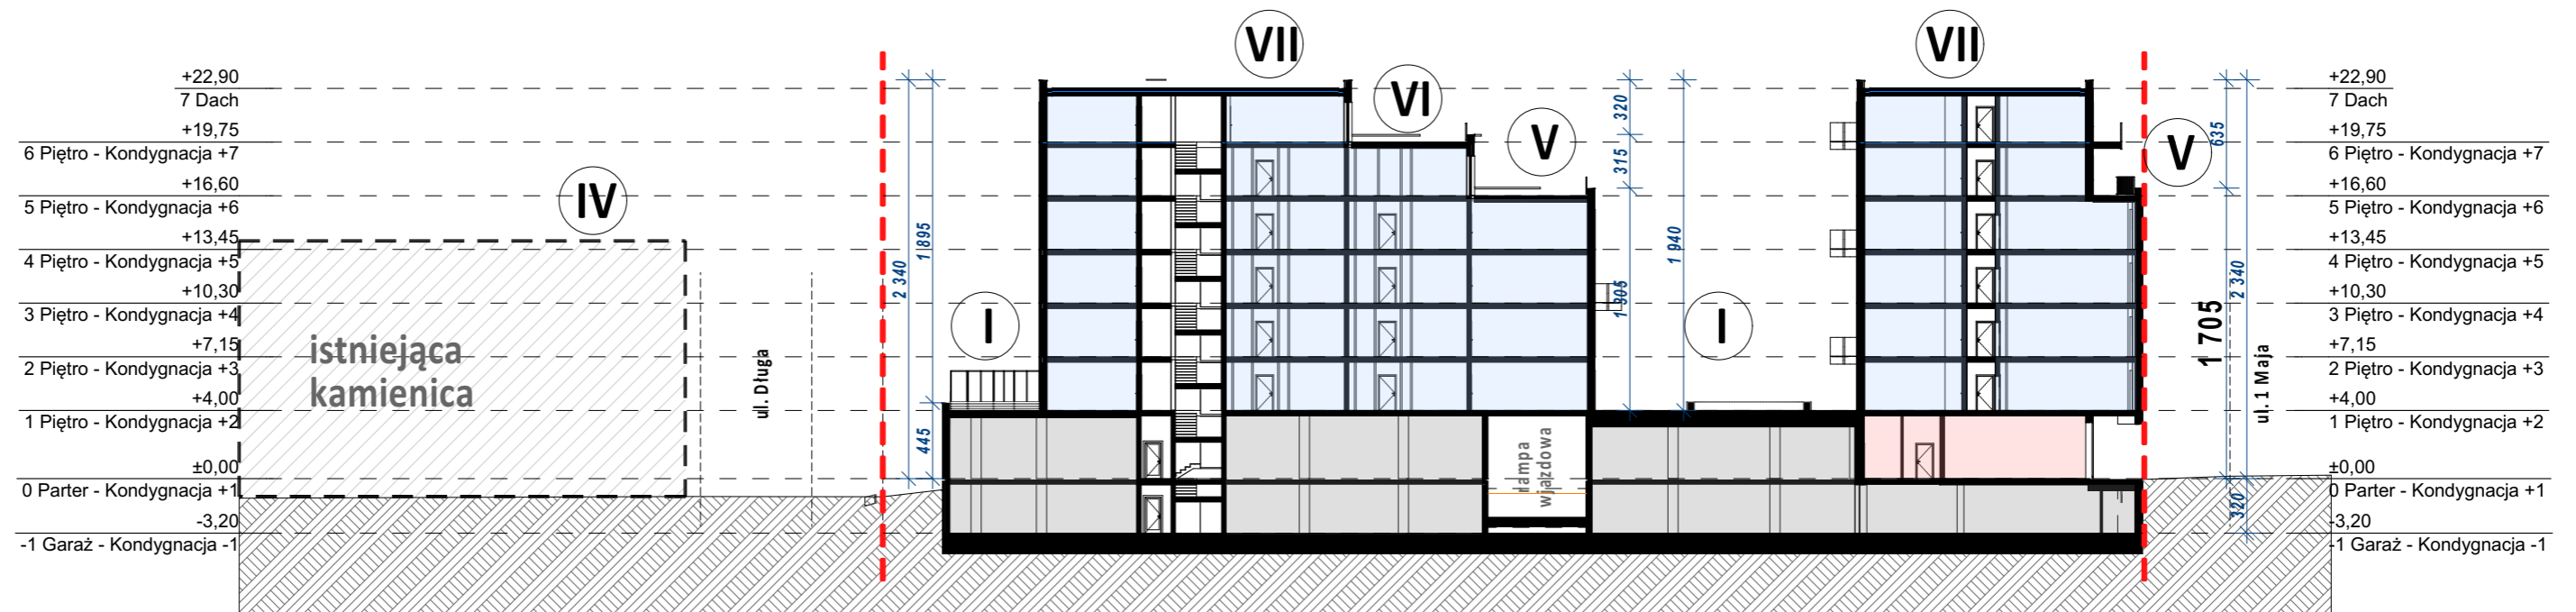 VII
VII
VI
V
V
IV
I
I
+22,90
7 Dach
+19,75
6 Piętro - Kondygnacja +7
+16,60
5 Piętro - Kondygnacja +6
+13,45
4 Piętro - Kondygnacja +5
+10,30
3 Piętro - Kondygnacja +4
+7,15
2 Piętro - Kondygnacja +3
+4,00
1 Piętro - Kondygnacja +2
±0,00
0 Parter - Kondygnacja +1
-3,20
-1 Garaż - Kondygnacja -1
istniejąca
kamienica
ul. Długa
2 340
1895
445
rampa
wjazdowa
320
315
1 305
1 940
635
2 340
1 705
320
ul. 1 Maja
+22,90
7 Dach
+19,75
6 Piętro - Kondygnacja +7
+16,60
5 Piętro - Kondygnacja +6
+13,45
4 Piętro - Kondygnacja +5
+10,30
3 Piętro - Kondygnacja +4
+7,15
2 Piętro - Kondygnacja +3
+4,00
1 Piętro - Kondygnacja +2
±0,00
0 Parter - Kondygnacja +1
-3,20
-1 Garaż - Kondygnacja -1